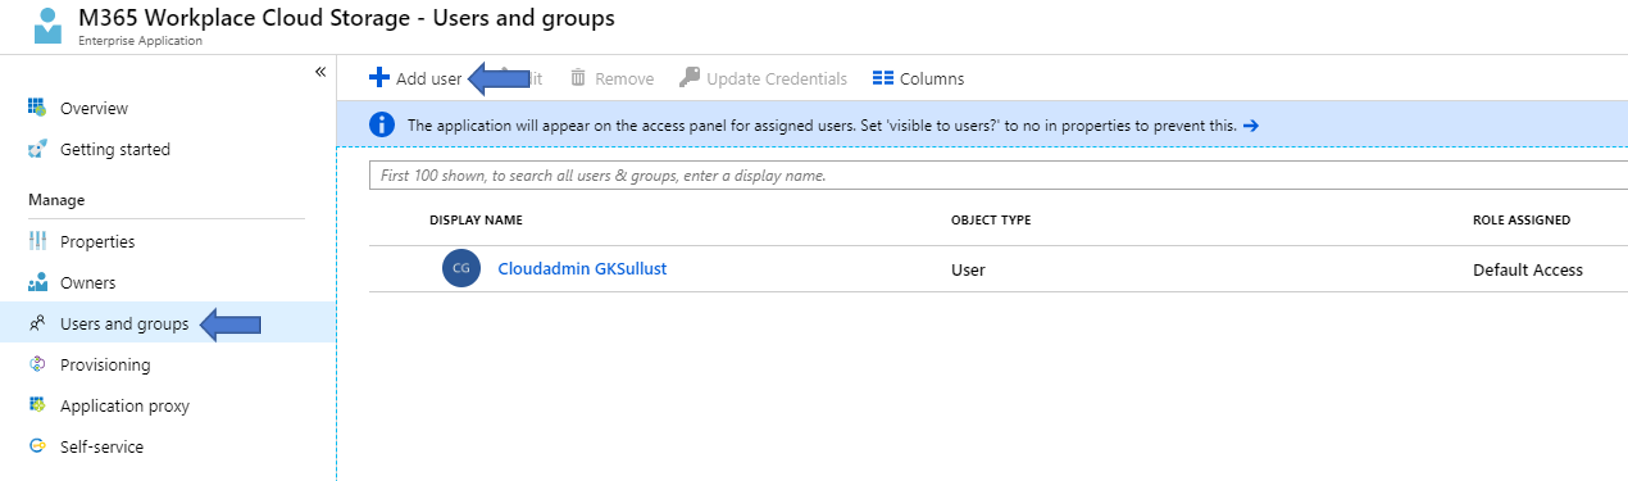 M365 Workplace Cloud Storage - Users and groups
Enterprise Application
«
Add user
Remove
Update Credentials
Columns
Overview
Getting started
The application will appear on the access panel for assigned users. Set 'visible to users?' to no in properties to prevent this. →
First 100 shown, to search all users & groups, enter a display name.
Manage
DISPLAY NAME OBJECT TYPE ROLE ASSIGNED
Properties
CG Cloudadmin GKSullust User Default Access
Owners
Users and groups
Provisioning
Application proxy
Self-service